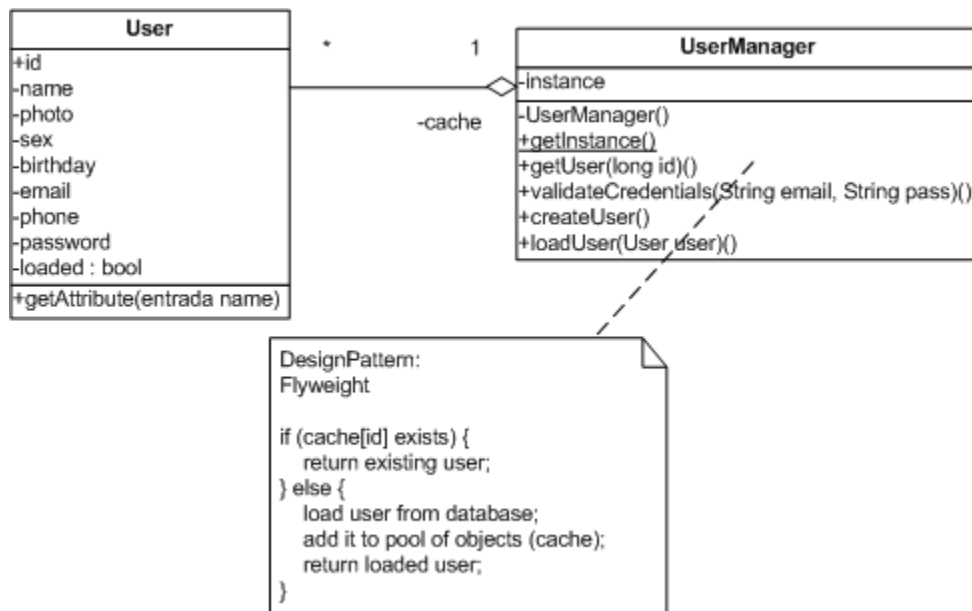 User
+id
-name
-photo
-sex
-birthday
-email
-phone
-password
-loaded : bool
+getAttribute(entrada name)
*
1
-cache
UserManager
-instance
-UserManager()
+getInstance()
+getUser(long id)()
+validateCredentials(String email, String pass)()
+createUser()
+loadUser(User user)()
DesignPattern:
Flyweight
if (cache[id] exists) {
return existing user;
} else {
load user from database;
add it to pool of objects (cache);
return loaded user;
}